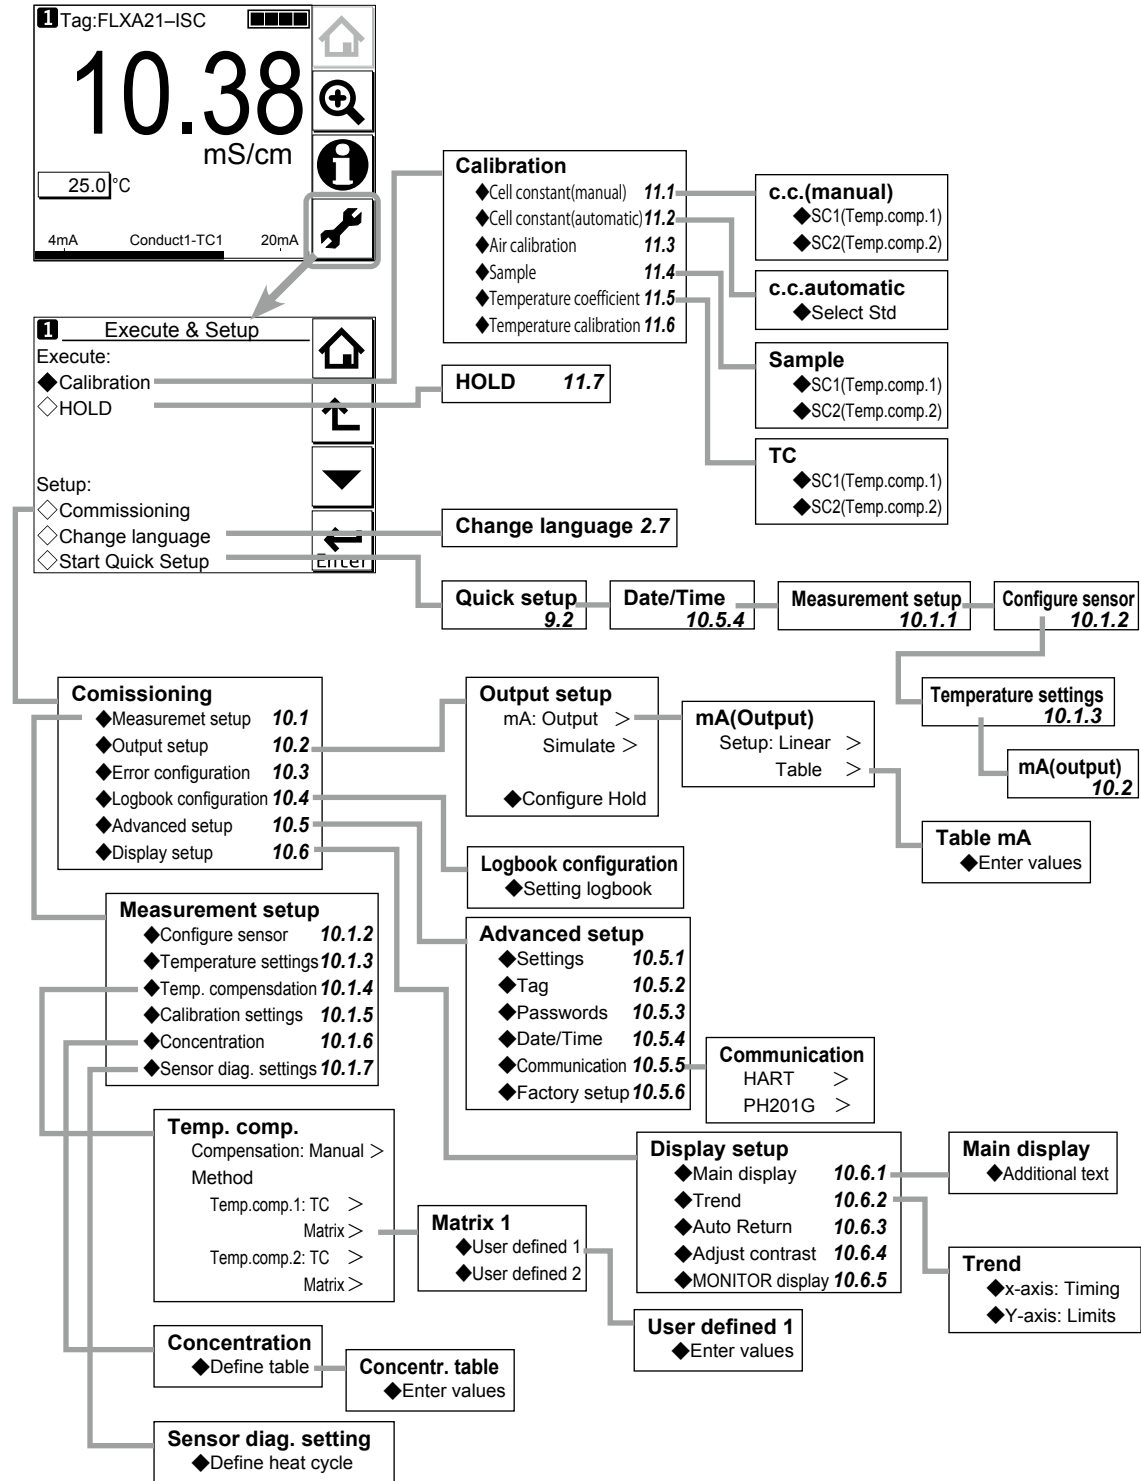 1 Tag:FLXA21–ISC
10.38
mS/cm
25.0 °C
4mA Conduct1-TC1 20mA
1 Execute & Setup
Execute:
Calibration
HOLD
Setup:
Commissioning
Change language
Start Quick Setup
Enter
Calibration
Cell constant(manual) 11.1
Cell constant(automatic) 11.2
Air calibration 11.3
Sample 11.4
Temperature coefficient 11.5
Temperature calibration 11.6
c.c.(manual)
SC1(Temp.comp.1)
SC2(Temp.comp.2)
c.c.automatic
Select Std
Sample
SC1(Temp.comp.1)
SC2(Temp.comp.2)
TC
SC1(Temp.comp.1)
SC2(Temp.comp.2)
HOLD 11.7
Change language 2.7
Quick setup
9.2
Date/Time
10.5.4
Measurement setup
10.1.1
Configure sensor
10.1.2
Temperature settings
10.1.3
mA(output)
10.2
Comissioning
Measuremet setup 10.1
Output setup 10.2
Error configuration 10.3
Logbook configuration 10.4
Advanced setup 10.5
Display setup 10.6
Output setup
mA: Output >
Simulate >
Configure Hold
mA(Output)
Setup: Linear >
Table >
Table mA
Enter values
Logbook configuration
Setting logbook
Measurement setup
Configure sensor 10.1.2
Temperature settings 10.1.3
Temp. compensdation 10.1.4
Calibration settings 10.1.5
Concentration 10.1.6
Sensor diag. settings 10.1.7
Advanced setup
Settings 10.5.1
Tag 10.5.2
Passwords 10.5.3
Date/Time 10.5.4
Communication 10.5.5
Factory setup 10.5.6
Communication
HART >
PH201G >
Temp. comp.
Compensation: Manual >
Method
Temp.comp.1: TC >
Matrix >
Temp.comp.2: TC >
Matrix >
Matrix 1
User defined 1
User defined 2
User defined 1
Enter values
Display setup
Main display 10.6.1
Trend 10.6.2
Auto Return 10.6.3
Adjust contrast 10.6.4
MONITOR display 10.6.5
Main display
Additional text
Trend
x-axis: Timing
Y-axis: Limits
Concentration
Define table
Concentr. table
Enter values
Sensor diag. setting
Define heat cycle